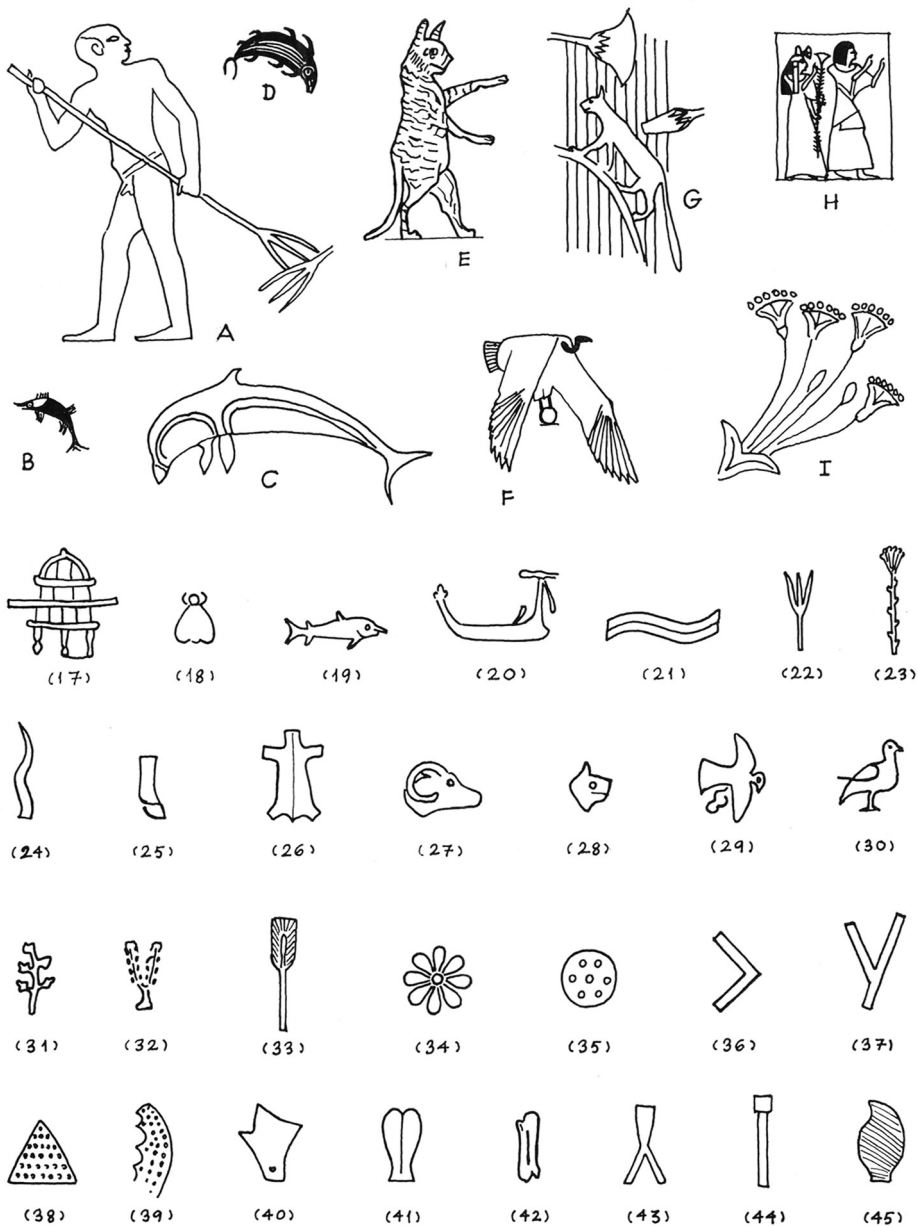 A
D
E
G
H
B
C
F
I
(17) (18) (19) (20) (21) (22) (23)
(24) (25) (26) (27) (28) (29) (30)
(31) (32) (33) (34) (35) (36) (37)
(38) (39) (40) (41) (42) (43) (44) (45)